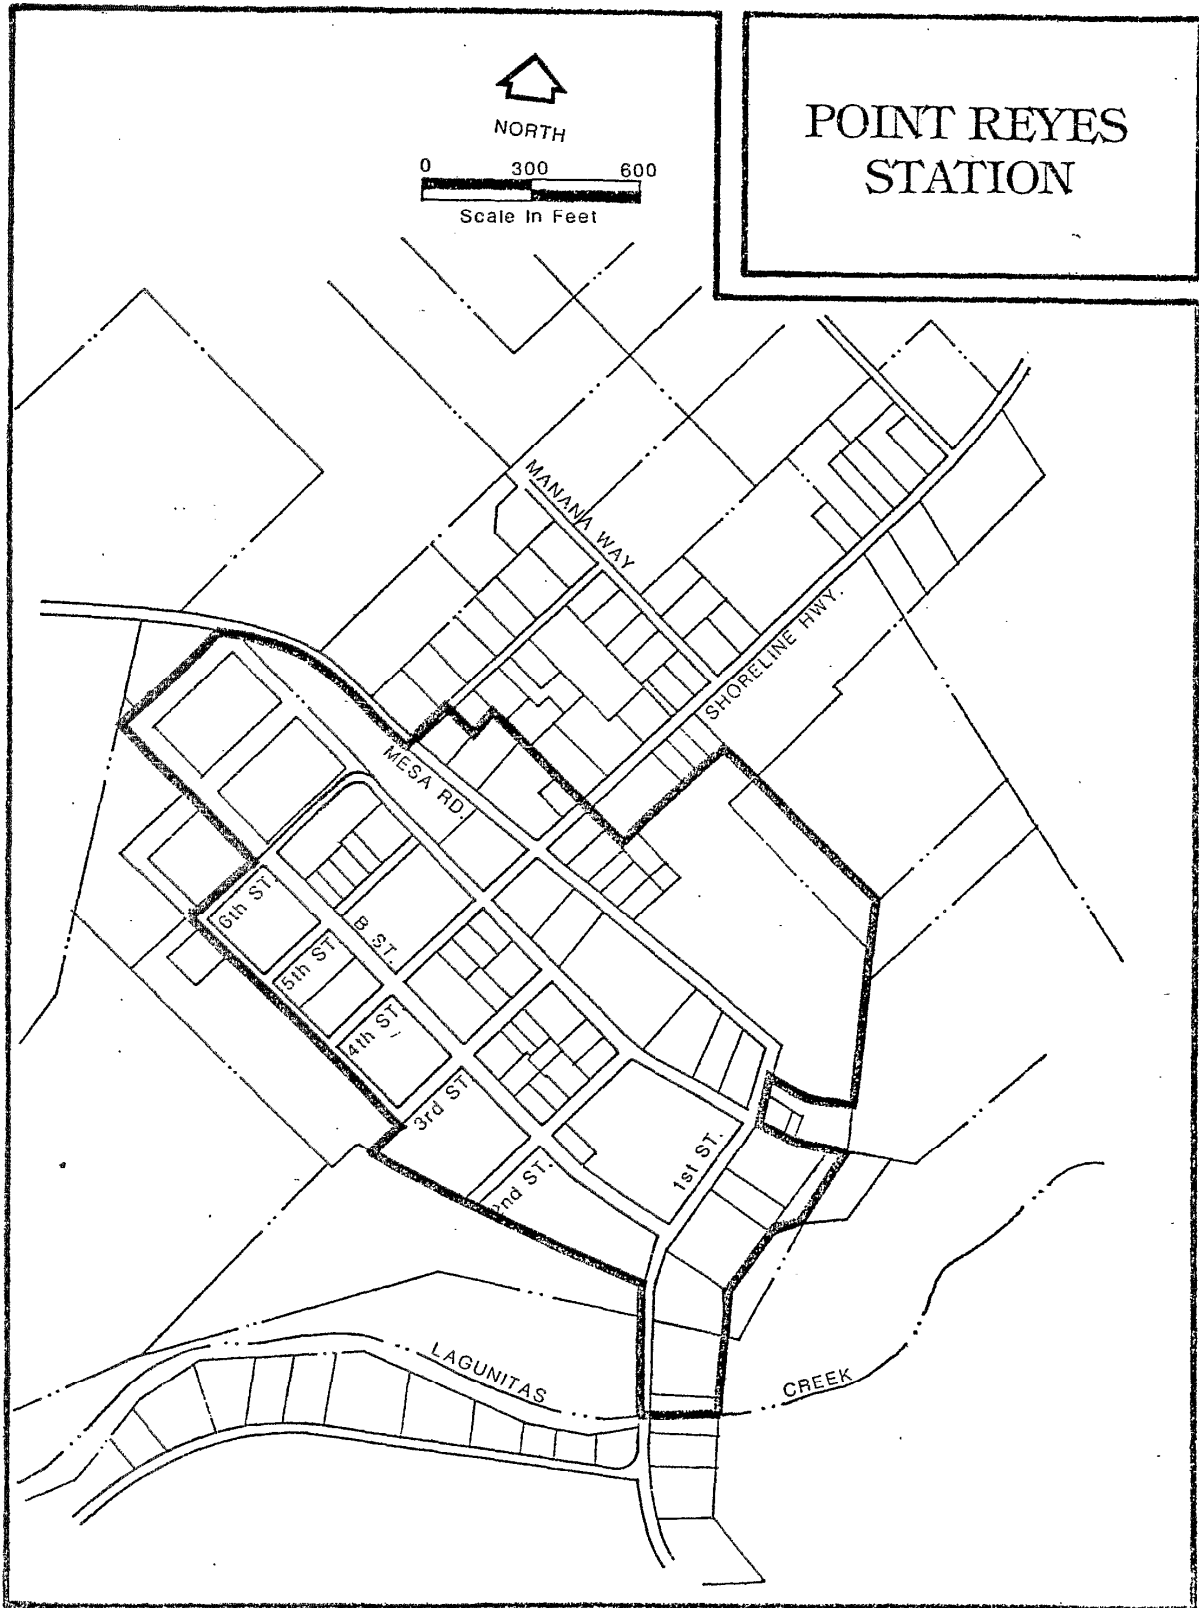 POINT REYES
STATION
NORTH
0 300 600
Scale In Feet
MANANA WAY
SHORELINE HWY.
MESA RD.
6th ST.
B ST.
5th ST.
4th ST.
3rd ST.
2nd ST.
1st ST.
LAGUNITAS
CREEK